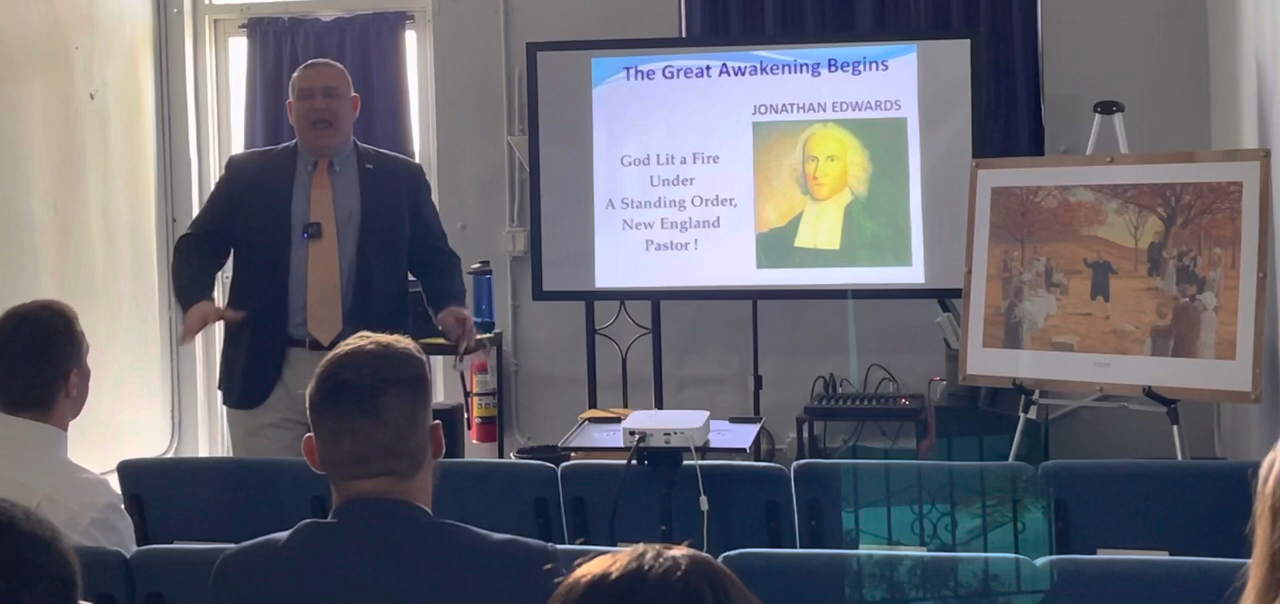 The Great Awakening Begins
JONATHAN EDWARDS
God Lit a Fire
Under
A Standing Order,
New England
Pastor !